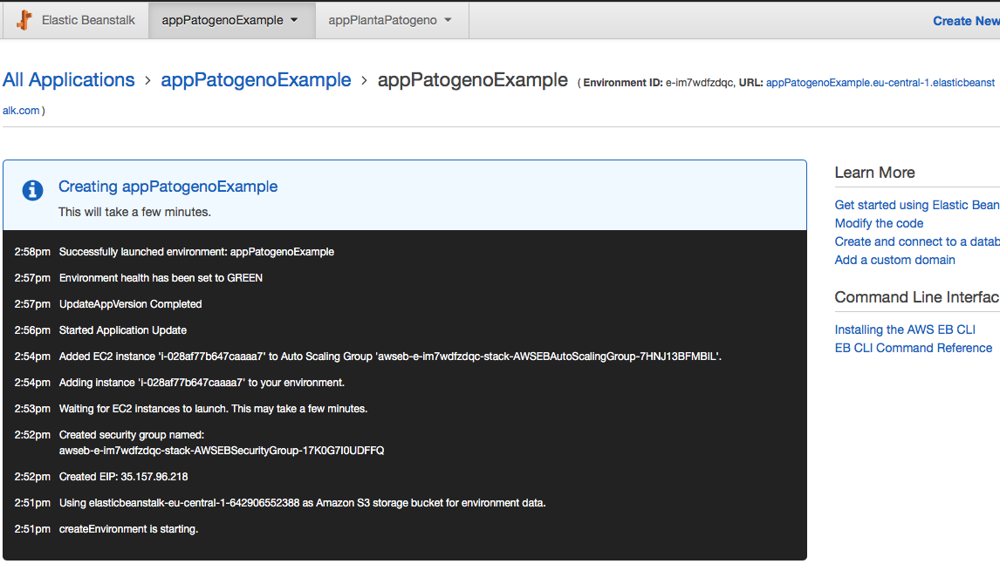 Elastic Beanstalk appPatogenoExample appPlantaPatogeno Create New
All Applications › appPatogenoExample › appPatogenoExample ( Environment ID: e-im7wdfzdqc, URL: appPatogenoExample.eu-central-1.elasticbeanst
alk.com )
Creating appPatogenoExample
This will take a few minutes.
2:58pm Successfully launched environment: appPatogenoExample
2:57pm Environment health has been set to GREEN
2:57pm UpdateAppVersion Completed
2:56pm Started Application Update
2:54pm Added EC2 instance 'i-028af77b647caaaa7' to Auto Scaling Group 'awseb-e-im7wdfzdqc-stack-AWSEBAutoScalingGroup-7HNJ13BFMBIL'.
2:54pm Adding instance 'i-028af77b647caaaa7' to your environment.
2:53pm Waiting for EC2 instances to launch. This may take a few minutes.
2:52pm Created security group named:
awseb-e-im7wdfzdqc-stack-AWSEBSecurityGroup-17K0G7I0UDFFQ
2:52pm Created EIP: 35.157.96.218
2:51pm Using elasticbeanstalk-eu-central-1-642906552388 as Amazon S3 storage bucket for environment data.
2:51pm createEnvironment is starting.
Learn More
Get started using Elastic Bean
Modify the code
Create and connect to a datab
Add a custom domain
Command Line Interfac
Installing the AWS EB CLI
EB CLI Command Reference